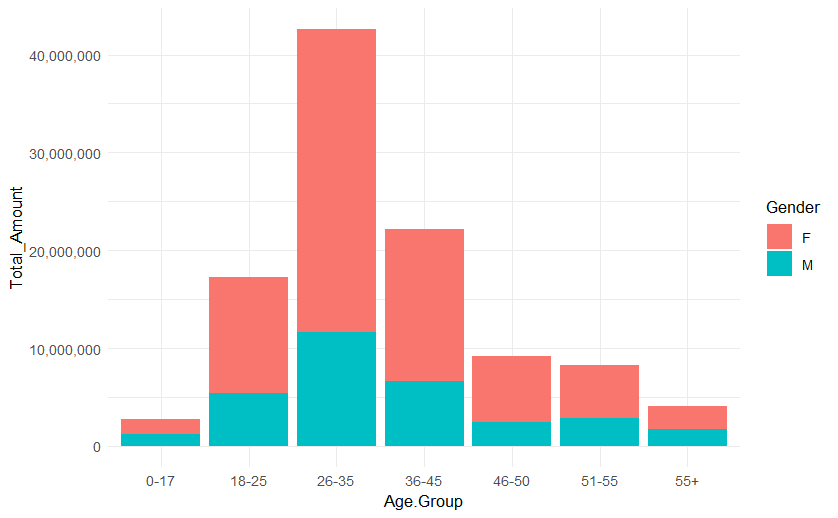 Total_Amount
40,000,000
30,000,000
20,000,000
10,000,000
0
0-17
18-25
26-35
36-45
46-50
51-55
55+
Age.Group
Gender
F
M